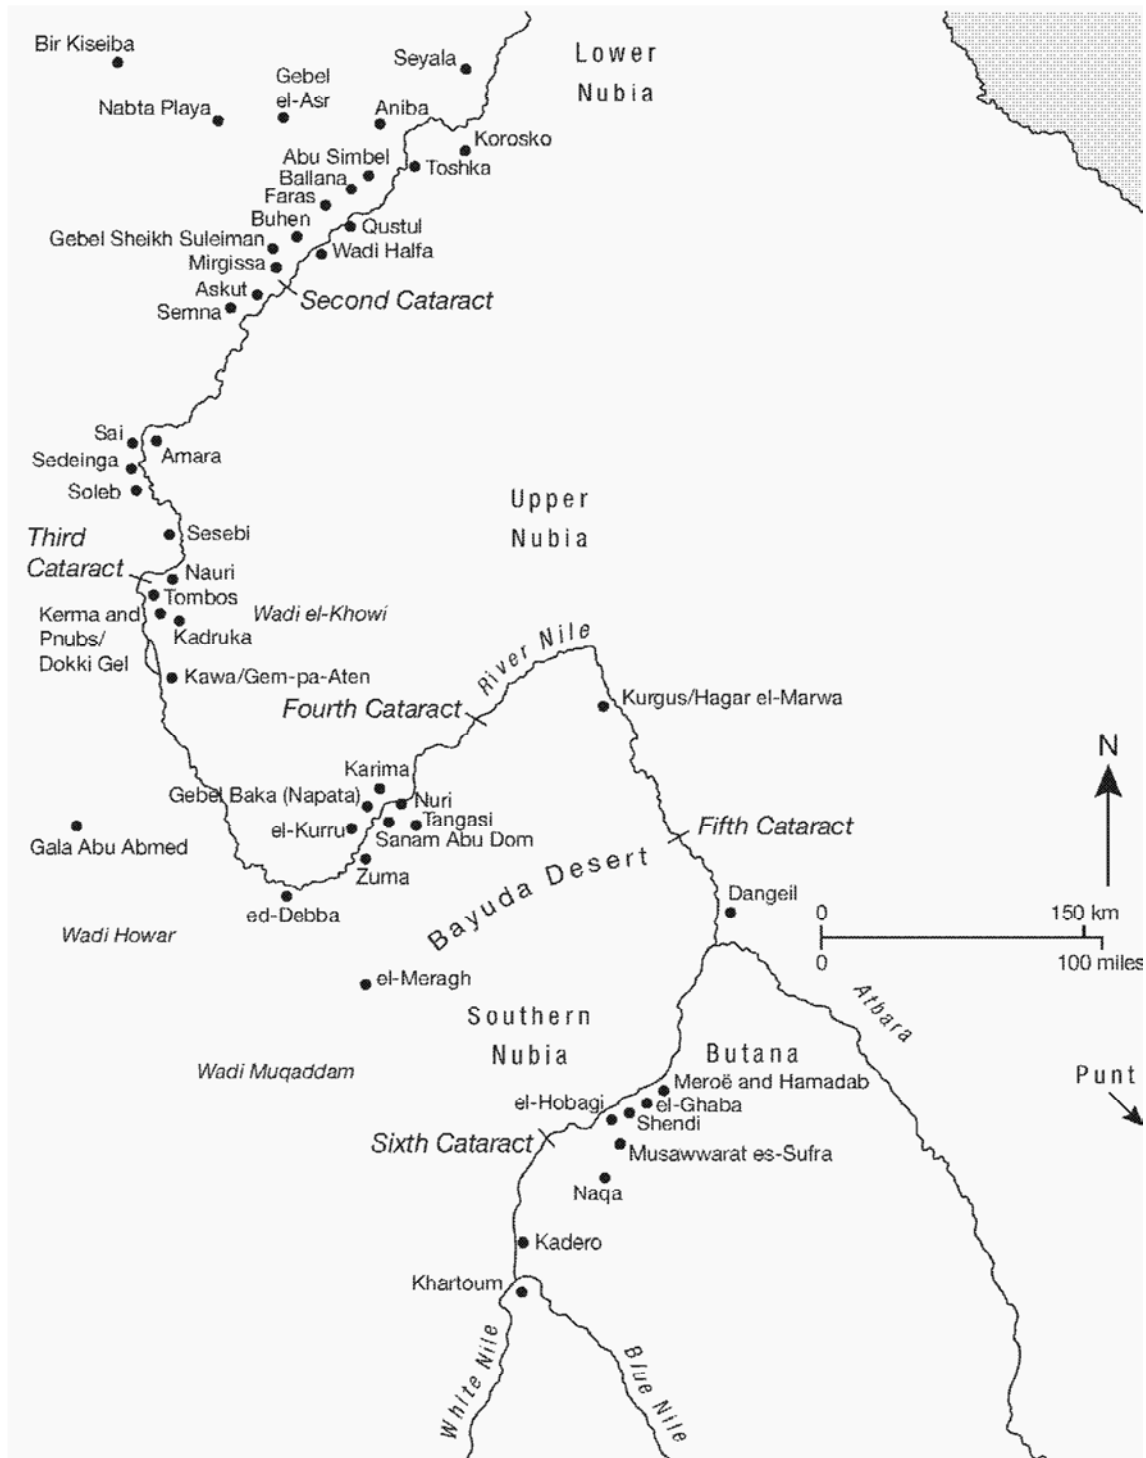 Bir Kiseiba
Seyala
Lower
Nubia
Gebel
el-Asr
Nabta Playa
Aniba
Korosko
Abu Simbel
Toshka
Ballana
Faras
Buhen
Qustul
Gebel Sheikh Suleiman
Wadi Halfa
Mirgissa
Askut
Second Cataract
Semna
Sai
Amara
Sedeinga
Soleb
Upper
Nubia
Sesebi
Third
Cataract
Nauri
Tombos
Kerma and
Pnubs/
Dokki Gel
Wadi el-Khowi
Kadruka
River Nile
Kawa/Gem-pa-Aten
Kurgus/Hagar el-Marwa
Fourth Cataract
N
Karima
Gebel Baka (Napata)
Nuri
Tangasi
el-Kurru
Sanam Abu Dom
Fifth Cataract
Gala Abu Abmed
Zuma
Bayuda Desert
Dangeil
ed-Debba
0 150 km
0 100 miles
Wadi Howar
el-Meragh
Atbara
Southern
Nubia
Butana
Wadi Muqaddam
Punt
Meroë and Hamadab
el-Hobagi
el-Ghaba
Shendi
Sixth Cataract
Musawwarat es-Sufra
Naqa
Kadero
Khartoum
White Nile
Blue Nile